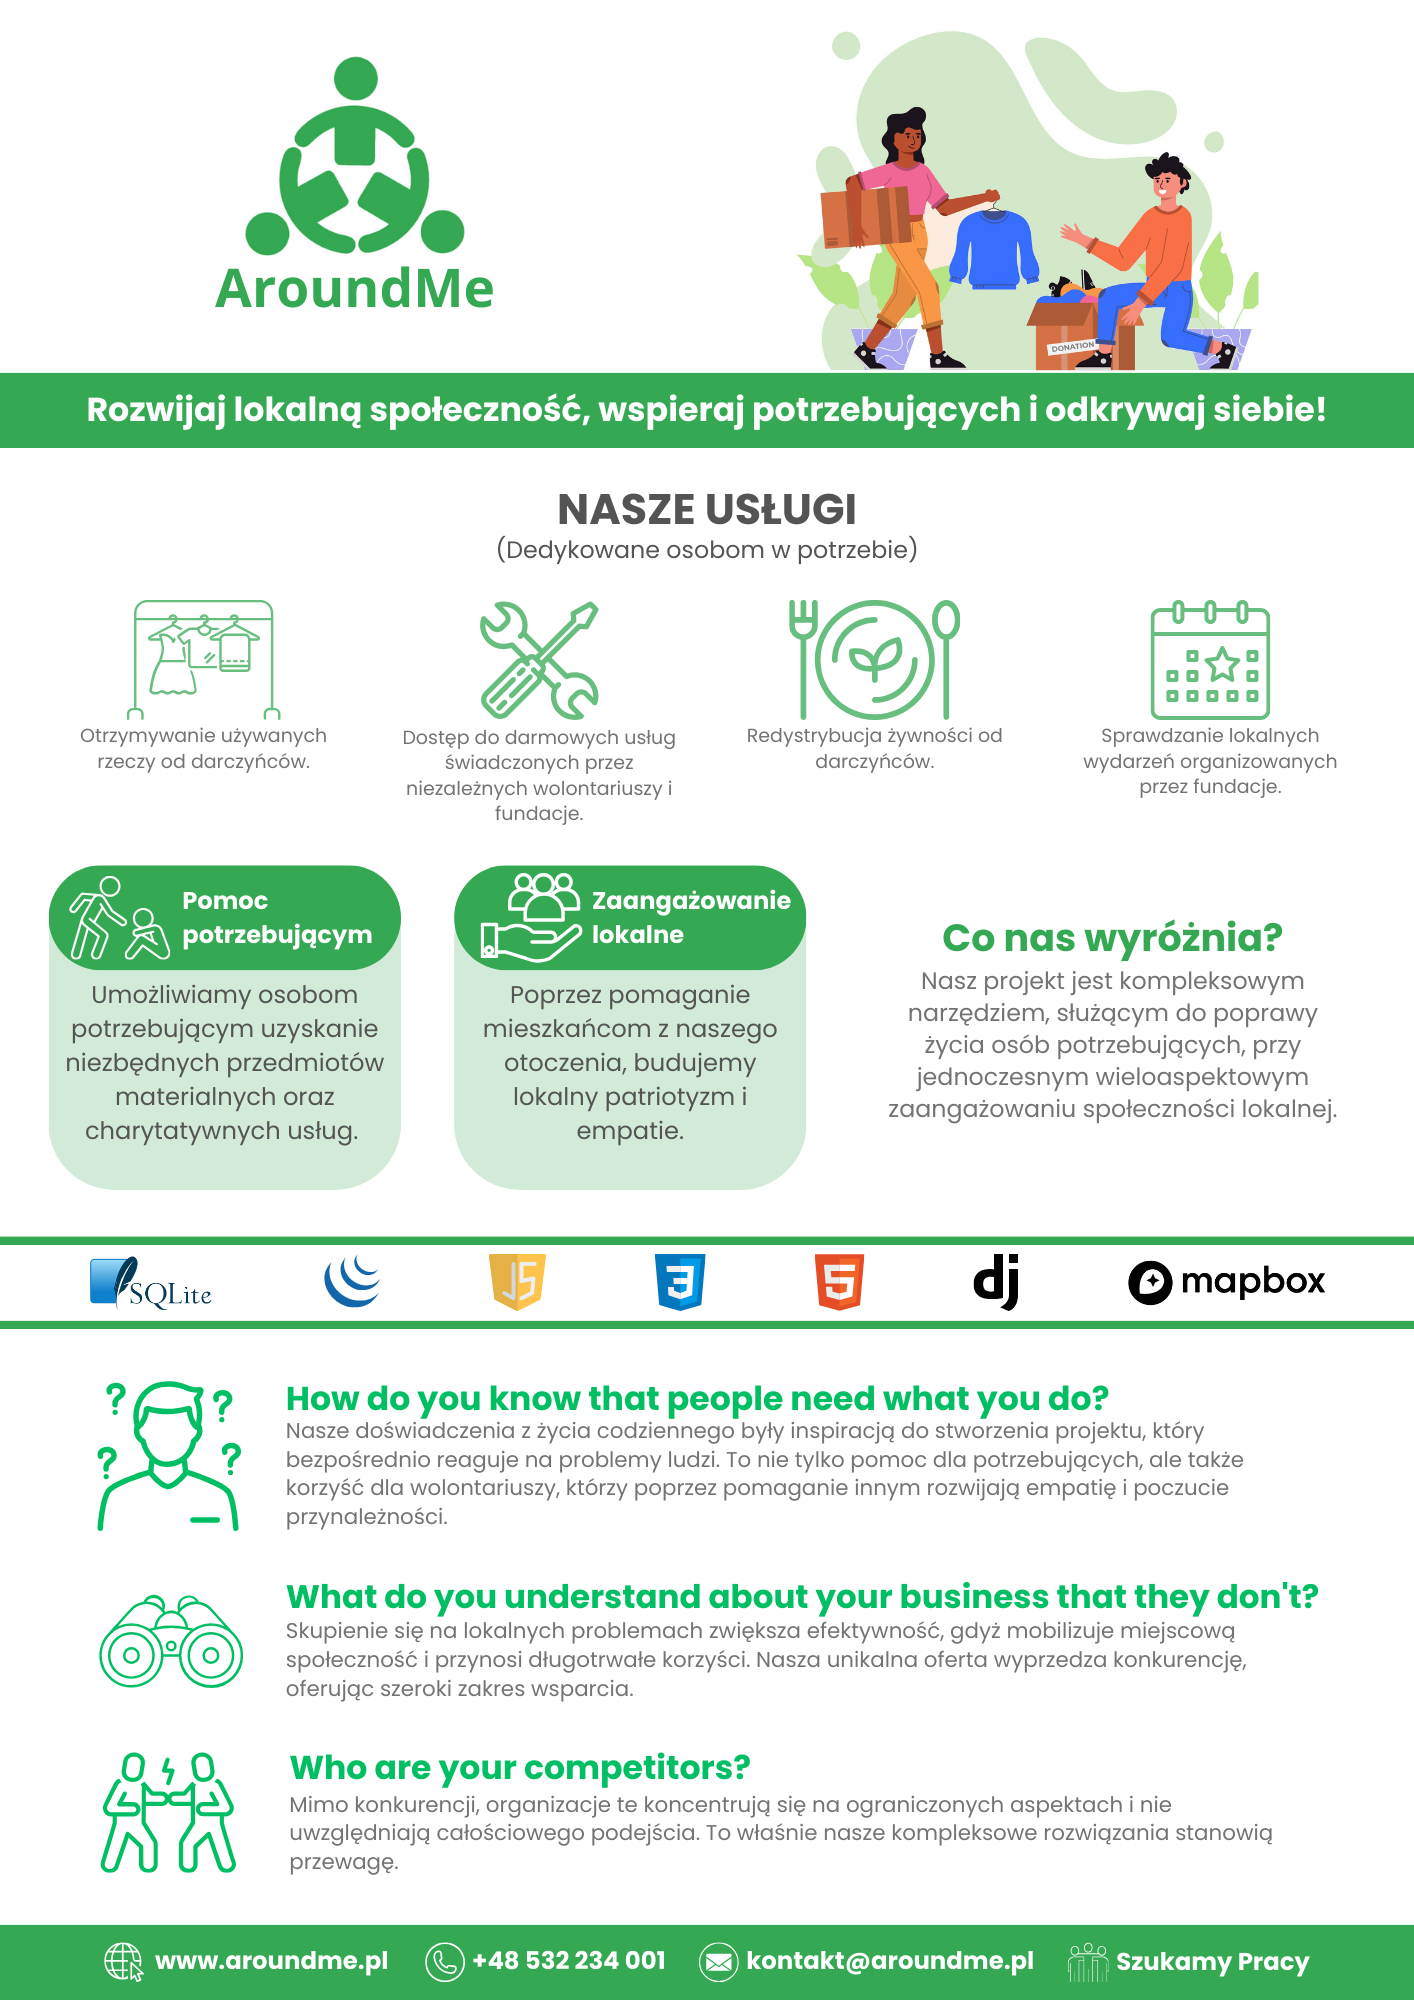 AroundMe
DONATION
Rozwijaj lokalną społeczność, wspieraj potrzebujących i odkrywaj siebie!
NASZE USŁUGI
(Dedykowane osobom w potrzebie)
Otrzymywanie używanych
rzeczy od darczyńców.
Dostęp do darmowych usług
świadczonych przez
niezależnych wolontariuszy i
fundacje.
Redystrybucja żywności od
darczyńców.
Sprawdzanie lokalnych
wydarzeń organizowanych
przez fundacje.
Pomoc
potrzebującym
Umożliwiamy osobom
potrzebującym uzyskanie
niezbędnych przedmiotów
materialnych oraz
charytatywnych usług.
Zaangażowanie
lokalne
Poprzez pomaganie
mieszkańcom z naszego
otoczenia, budujemy
lokalny patriotyzm i
empatie.
Co nas wyróżnia?
Nasz projekt jest kompleksowym
narzędziem, służącym do poprawy
życia osób potrzebujących, przy
jednoczesnym wieloaspektowym
zaangażowaniu społeczności lokalnej.
SQLite
JS
3
5
dj
mapbox
How do you know that people need what you do?
Nasze doświadczenia z życia codziennego były inspiracją do stworzenia projektu, który
bezpośrednio reaguje na problemy ludzi. To nie tylko pomoc dla potrzebujących, ale także
korzyść dla wolontariuszy, którzy poprzez pomaganie innym rozwijają empatię i poczucie
przynależności.
What do you understand about your business that they don't?
Skupienie się na lokalnych problemach zwiększa efektywność, gdyż mobilizuje miejscową
społeczność i przynosi długotrwałe korzyści. Nasza unikalna oferta wyprzedza konkurencję,
oferując szeroki zakres wsparcia.
Who are your competitors?
Mimo konkurencji, organizacje te koncentrują się na ograniczonych aspektach i nie
uwzględniają całościowego podejścia. To właśnie nasze kompleksowe rozwiązania stanowią
przewagę.
www.aroundme.pl
+48 532 234 001
kontakt@aroundme.pl
Szukamy Pracy